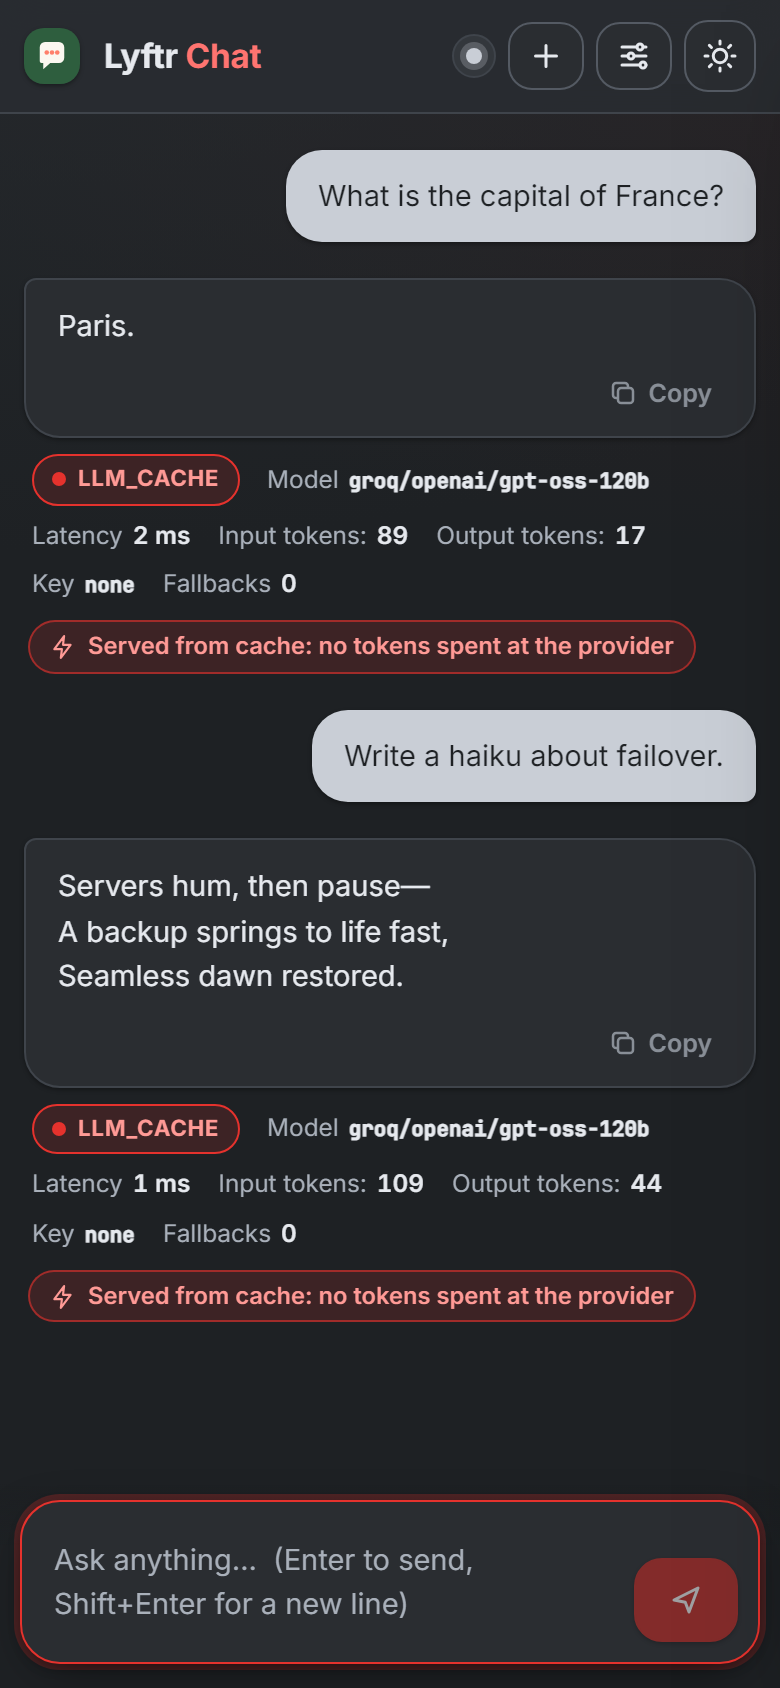 Lyftr Chat
What is the capital of France?
Paris.
Copy
LLM_CACHE Model groq/openai/gpt-oss-120b
Latency 2 ms Input tokens: 89 Output tokens: 17
Key none Fallbacks 0
Served from cache: no tokens spent at the provider
Write a haiku about failover.
Servers hum, then pause—
A backup springs to life fast,
Seamless dawn restored.
Copy
LLM_CACHE Model groq/openai/gpt-oss-120b
Latency 1 ms Input tokens: 109 Output tokens: 44
Key none Fallbacks 0
Served from cache: no tokens spent at the provider
Ask anything... (Enter to send,
Shift+Enter for a new line)